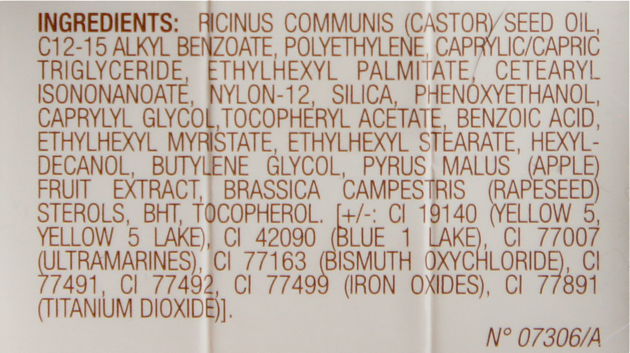 INGREDIENTS: RICINUS COMMUNIS (CASTOR) SEED OIL,
C12-15 ALKYL BENZOATE, POLYETHYLENE, CAPRYLIC/CAPRIC
TRIGLYCERIDE, ETHYLHEXYL PALMITATE, CETEARYL
ISONONANOATE, NYLON-12, SILICA, PHENOXYETHANOL,
CAPRYLYL GLYCOL, TOCOPHERYL ACETATE, BENZOIC ACID,
ETHYLHEXYL MYRISTATE, ETHYLHEXYL STEARATE, HEXYL-
DECANOL, BUTYLENE GLYCOL, PYRUS MALUS (APPLE)
FRUIT EXTRACT, BRASSICA CAMPESTRIS (RAPESEED)
STEROLS, BHT, TOCOPHEROL. [+/-: CI 19140 (YELLOW 5,
YELLOW 5 LAKE), CI 42090 (BLUE 1 LAKE), CI 77007
(ULTRAMARINES), CI 77163 (BISMUTH OXYCHLORIDE), CI
77491, CI 77492, CI 77499 (IRON OXIDES), CI 77891
(TITANIUM DIOXIDE)].
N° 07306/A